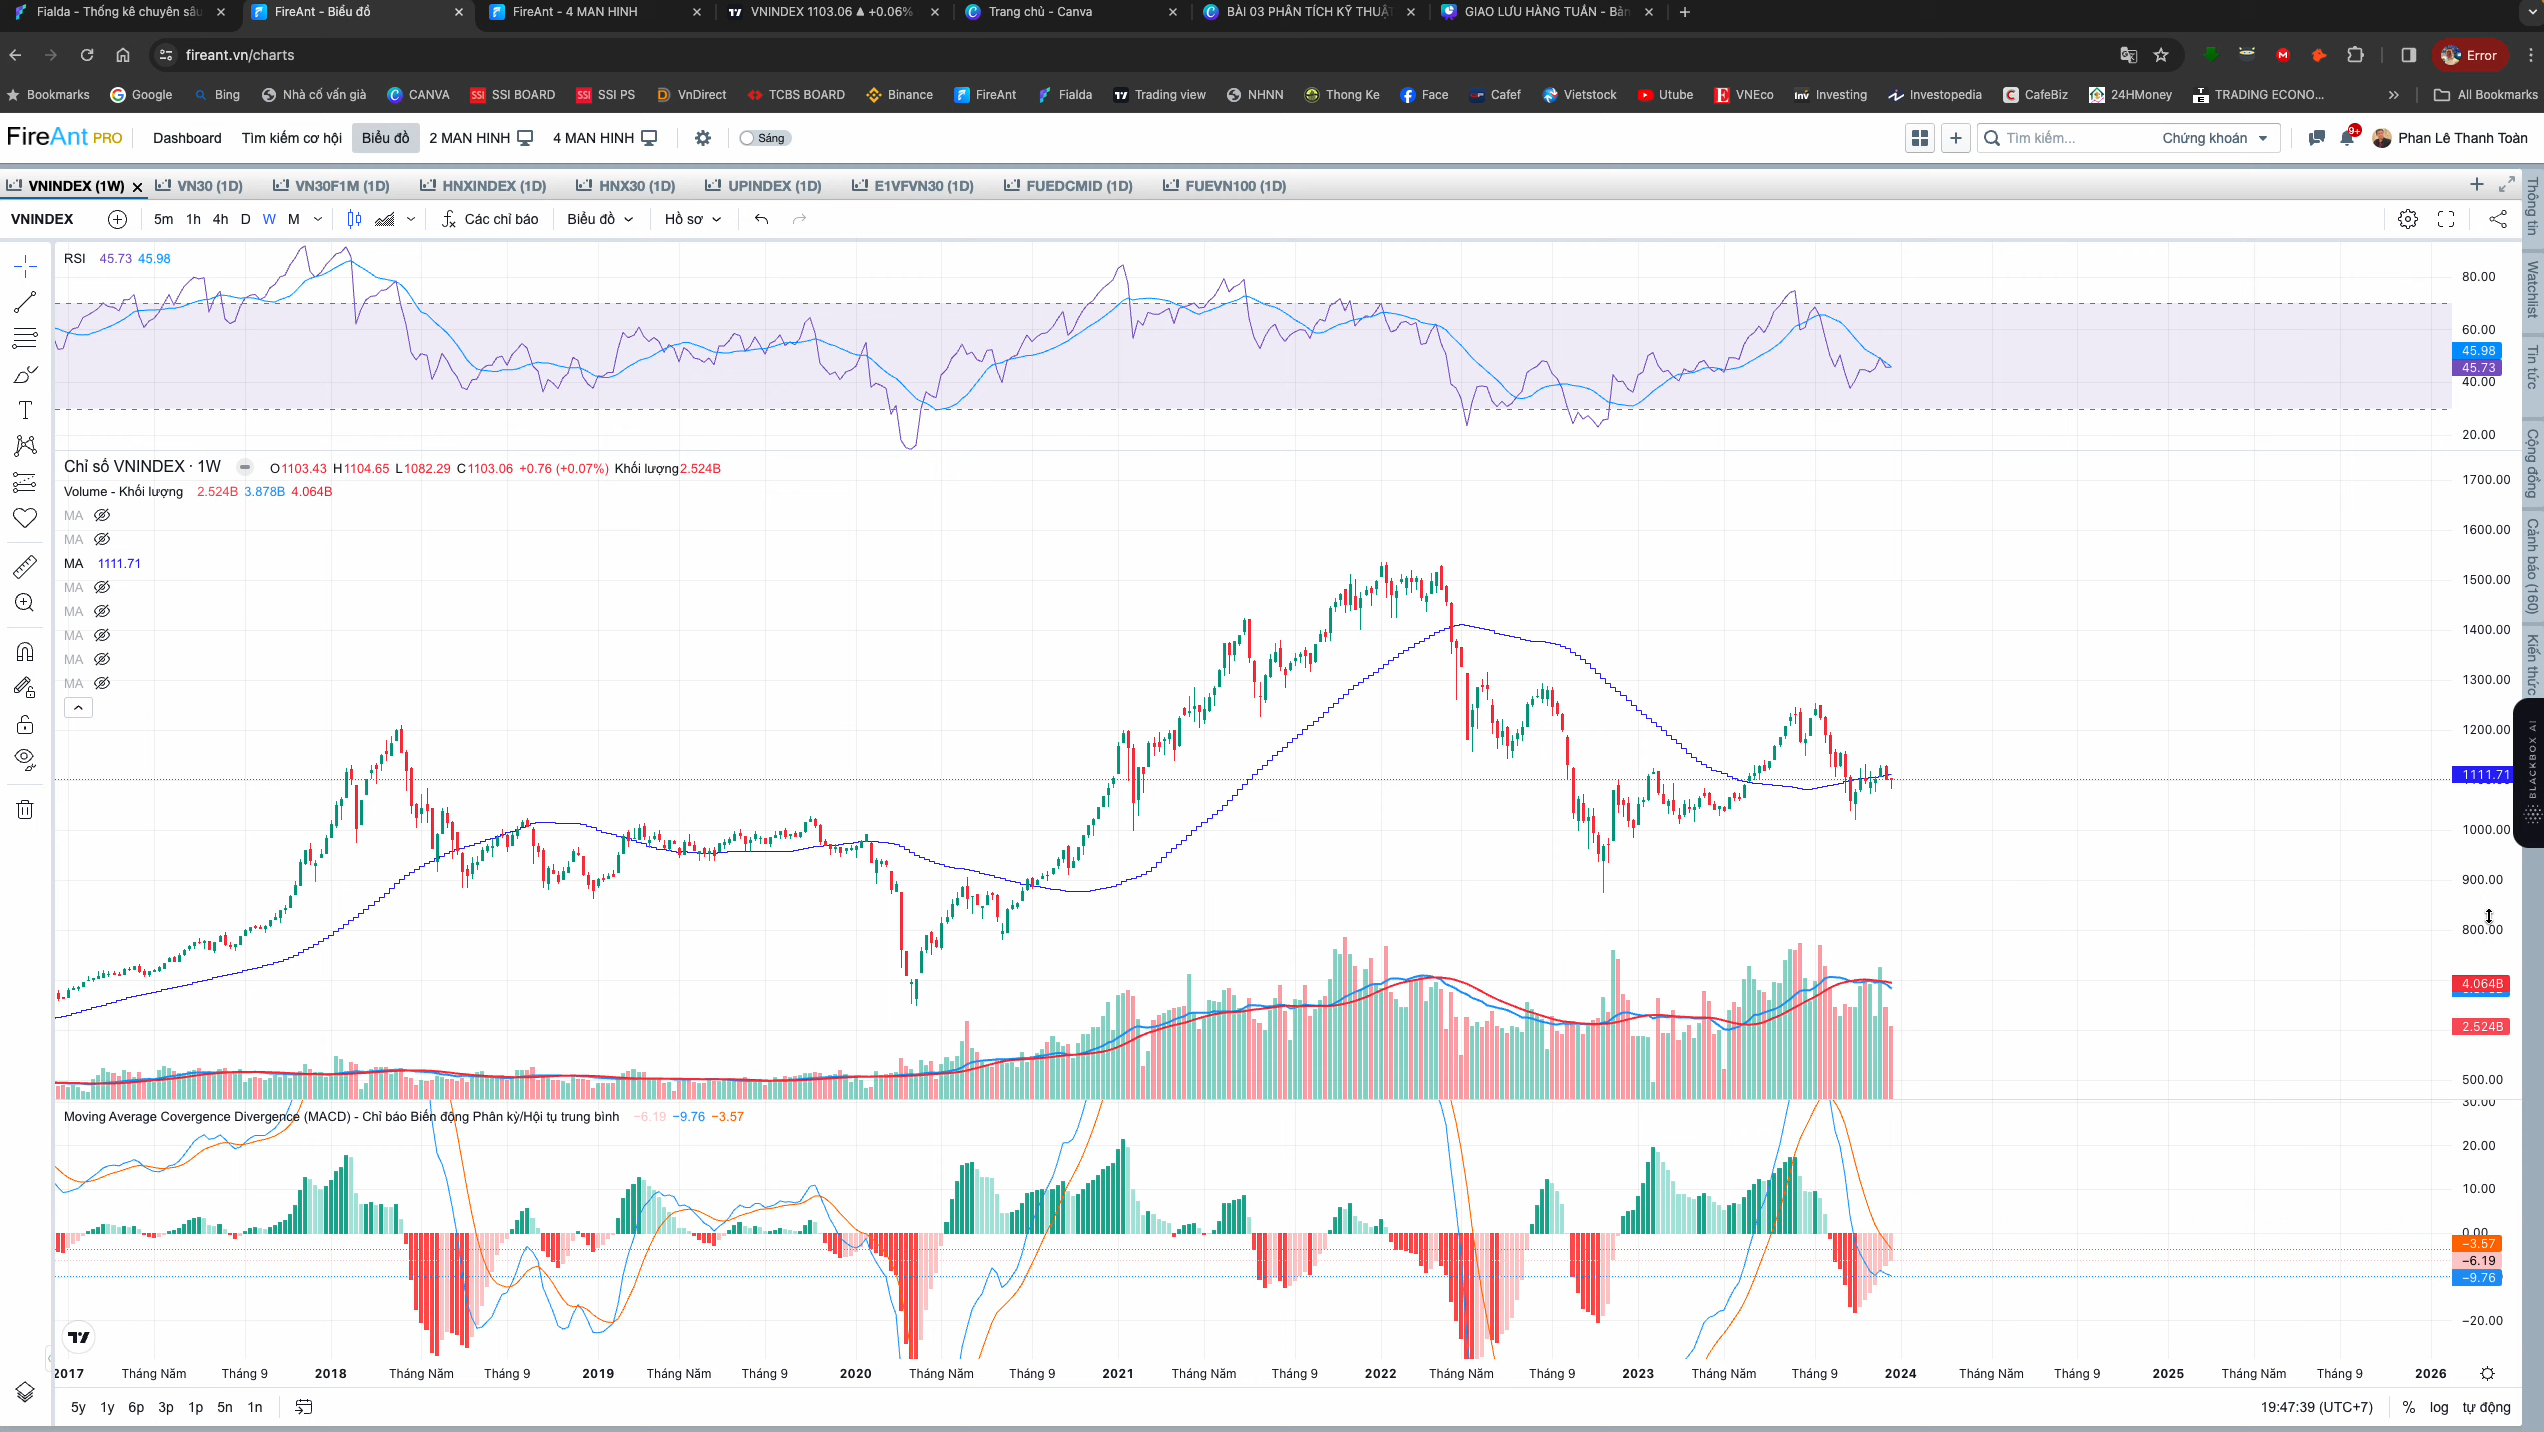 Fialda - Thống kê chuyên sâu
FireAnt - Biểu đồ
FireAnt - 4 MAN HINH
VNINDEX 1103.06 ▲ +0.06%
Trang chủ - Canva
BÀI 03 PHÂN TÍCH KỸ THUẬT
GIAO LƯU HÀNG TUẦN - Bản
fireant.vn/charts
Error
Bookmarks Google Bing Nhà cố vấn già CANVA SSI BOARD SSI PS VnDirect TCBS BOARD Binance FireAnt Fialda Trading view NHNN Thong Ke Face Cafef Vietstock Utube VNEco Investing Investopedia CafeBiz 24HMoney TRADING ECONO... » All Bookmarks
FireAnt PRO Dashboard Tìm kiếm cơ hội Biểu đồ 2 MAN HINH 4 MAN HINH Sáng Tìm kiếm... Chứng khoán 9+ Phan Lê Thanh Toàn
VNINDEX (1W) VN30 (1D) VN30F1M (1D) HNXINDEX (1D) HNX30 (1D) UPINDEX (1D) E1VFVN30 (1D) FUEDCMID (1D) FUEVN100 (1D)
VNINDEX 5m 1h 4h D W M Các chỉ báo Biểu đồ Hồ sơ
Thông tin
Watchlist
Tin tức
Cộng đồng
Cảnh báo (160)
Kiến thức
BLACKBOX AI
RSI 45.73 45.98
80.00
60.00
45.98
45.73
40.00
20.00
Chỉ số VNINDEX · 1W O1103.43 H1104.65 L1082.29 C1103.06 +0.76 (+0.07%) Khối lượng2.524B
Volume - Khối lượng 2.524B 3.878B 4.064B
MA
MA
MA 1111.71
MA
MA
MA
MA
MA
1700.00
1600.00
1500.00
1400.00
1300.00
1200.00
1111.71
1000.00
900.00
800.00
4.064B
2.524B
500.00
Moving Average Covergence Divergence (MACD) - Chỉ báo Biến động Phân kỳ/Hội tụ trung bình −6.19 −9.76 −3.57
30.00
20.00
10.00
0.00
−3.57
−6.19
−9.76
−20.00
2017 Tháng Năm Tháng 9 2018 Tháng Năm Tháng 9 2019 Tháng Năm Tháng 9 2020 Tháng Năm Tháng 9 2021 Tháng Năm Tháng 9 2022 Tháng Năm Tháng 9 2023 Tháng Năm Tháng 9 2024 Tháng Năm Tháng 9 2025 Tháng Năm Tháng 9 2026
5y 1y 6p 3p 1p 5n 1n 19:47:39 (UTC+7) % log tự động